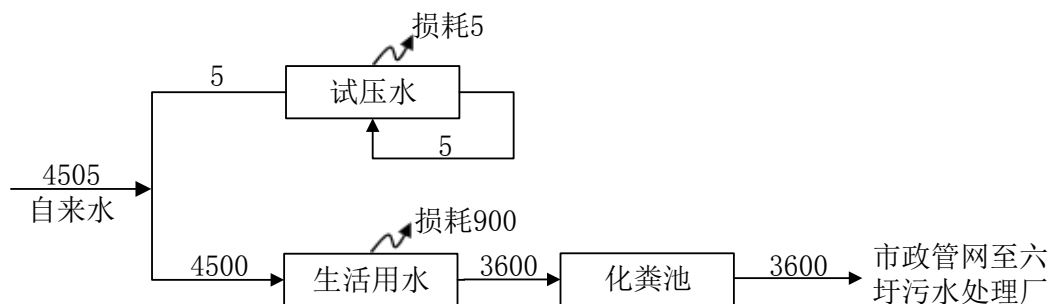 损耗5
5
试压水
5
4505
自来水
损耗900
4500
生活用水
3600
化粪池
3600
市政管网至六
圩污水处理厂